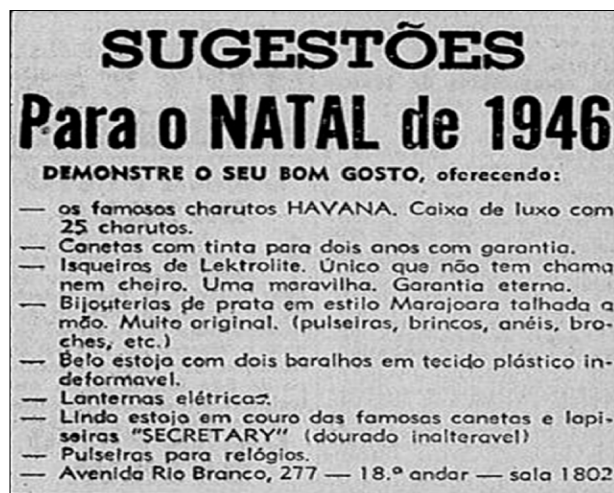 SUGESTÕES
Para o NATAL de 1946
DEMONSTRE O SEU BOM GOSTO, oferecendo:
— os famosos charutos HAVANA. Caixa de luxo com
25 charutos.
— Canetas com tinta para dois anos com garantia.
— Isqueiros de Lektrolite. Único que não tem chama
nem cheiro. Uma maravilha. Garantia eterna.
— Bijouterias de prata em estilo Marajoara talhada a
mão. Muito original. (pulseiras, brincos, anéis, bro-
ches, etc.)
— Belo estojo com dois baralhos em tecido plástico in-
deformavel.
— Lanternas elétricas.
— Lindo estojo em couro das famosas canetas e lapi-
seiras "SECRETARY" (dourado inalteravel)
— Pulseiras para relógios.
— Avenida Rio Branco, 277 — 18.º andar — sala 1802